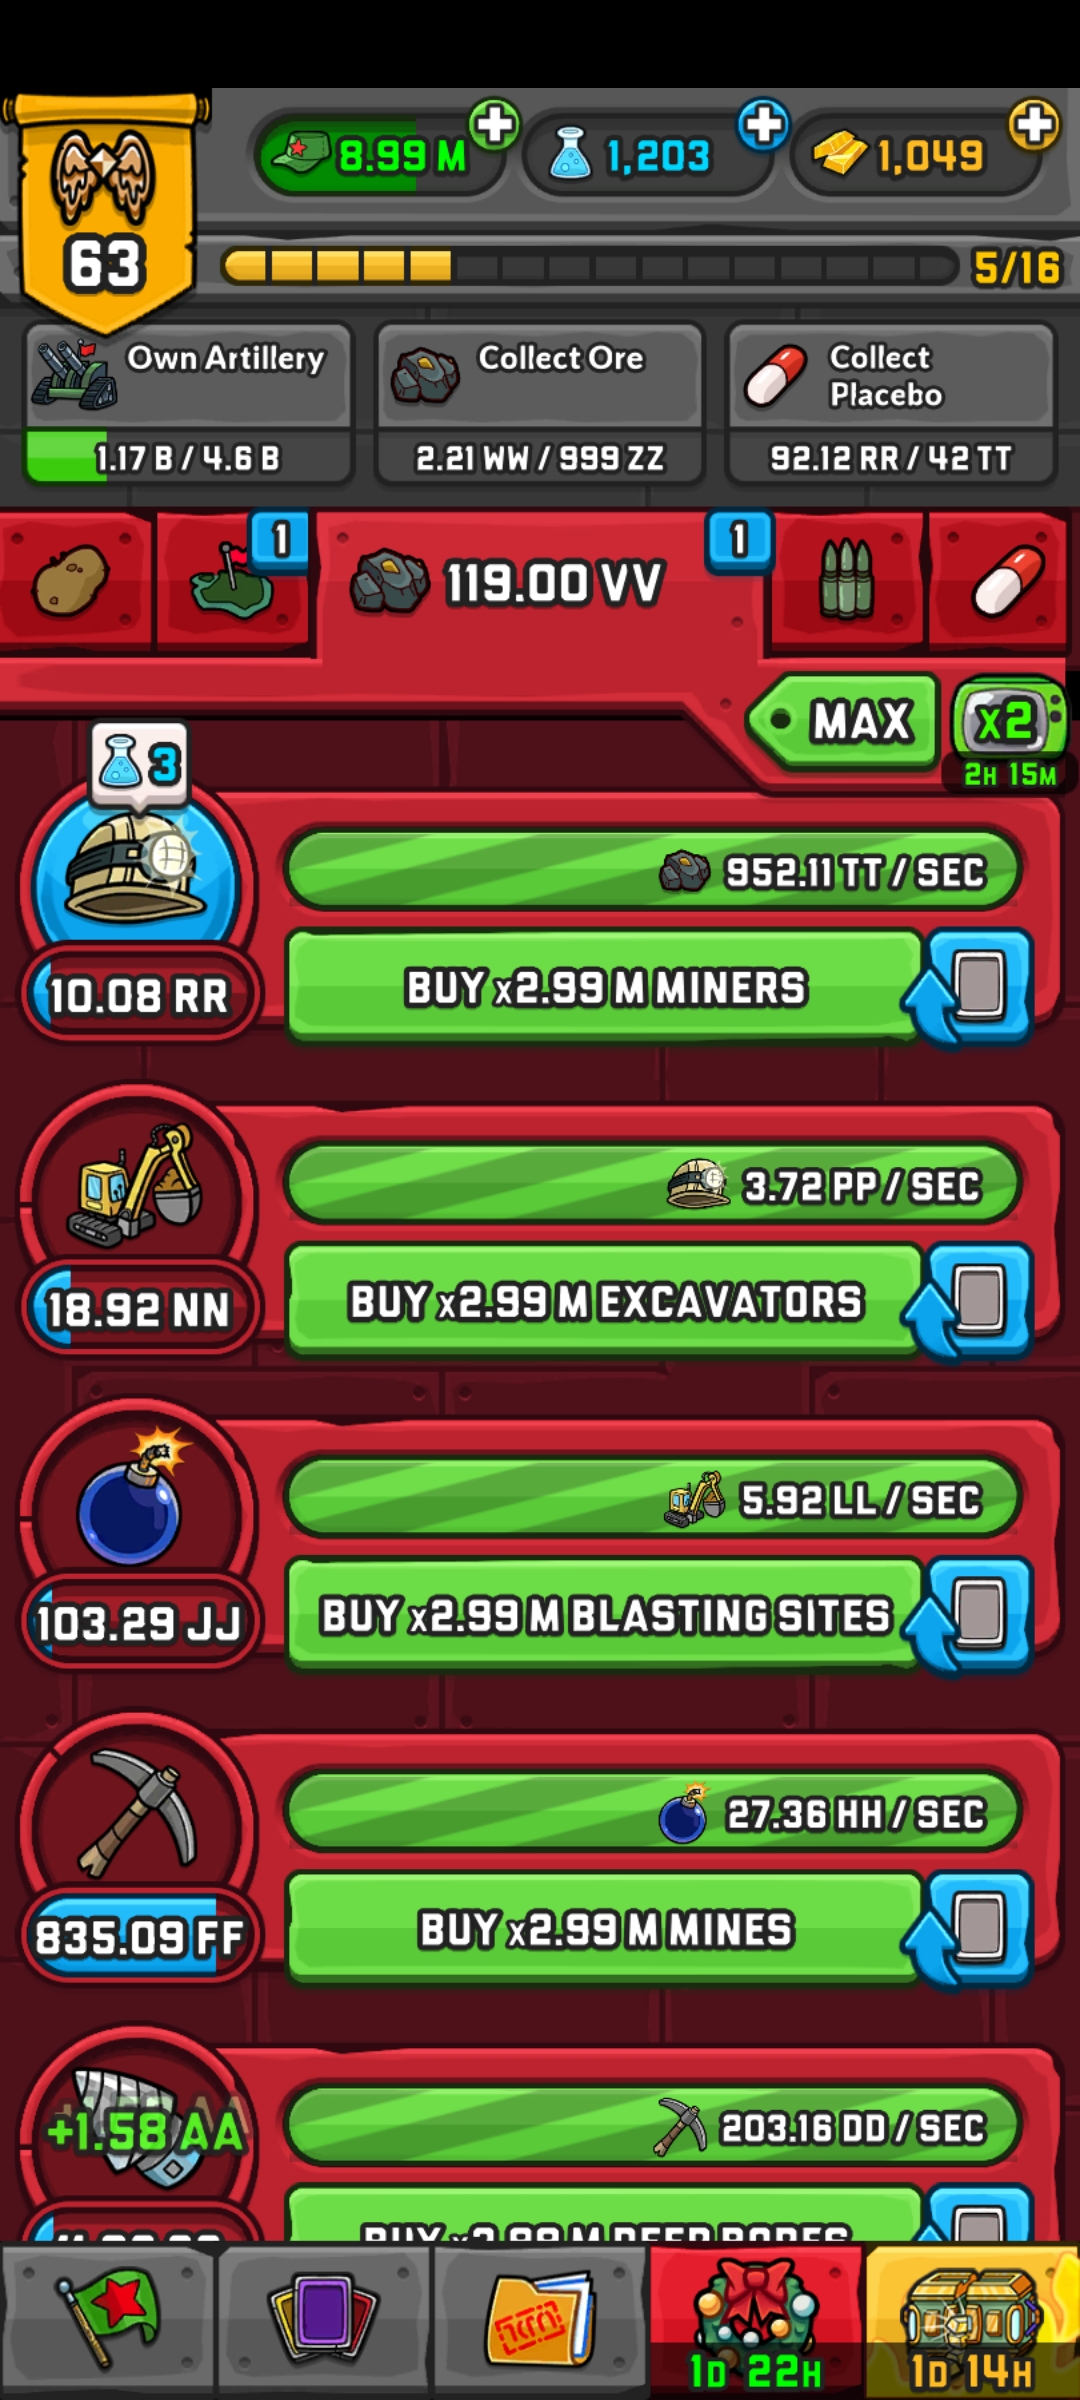 8.99 M
1,203
1,049
63
5/16
Own Artillery
1.17 B / 4.6 B
Collect Ore
2.21 WW / 999 ZZ
Collect
Placebo
92.12 RR / 42 TT
1
119.00 VV
1
MAX
x2
2H 15M
3
952.11 TT / SEC
10.08 RR
BUY x2.99 M MINERS
3.72 PP / SEC
18.92 NN
BUY x2.99 M EXCAVATORS
5.92 LL / SEC
103.29 JJ
BUY x2.99 M BLASTING SITES
27.36 HH / SEC
835.09 FF
BUY x2.99 M MINES
+1.58 AA
203.16 DD / SEC
1D 22H
1D 14H